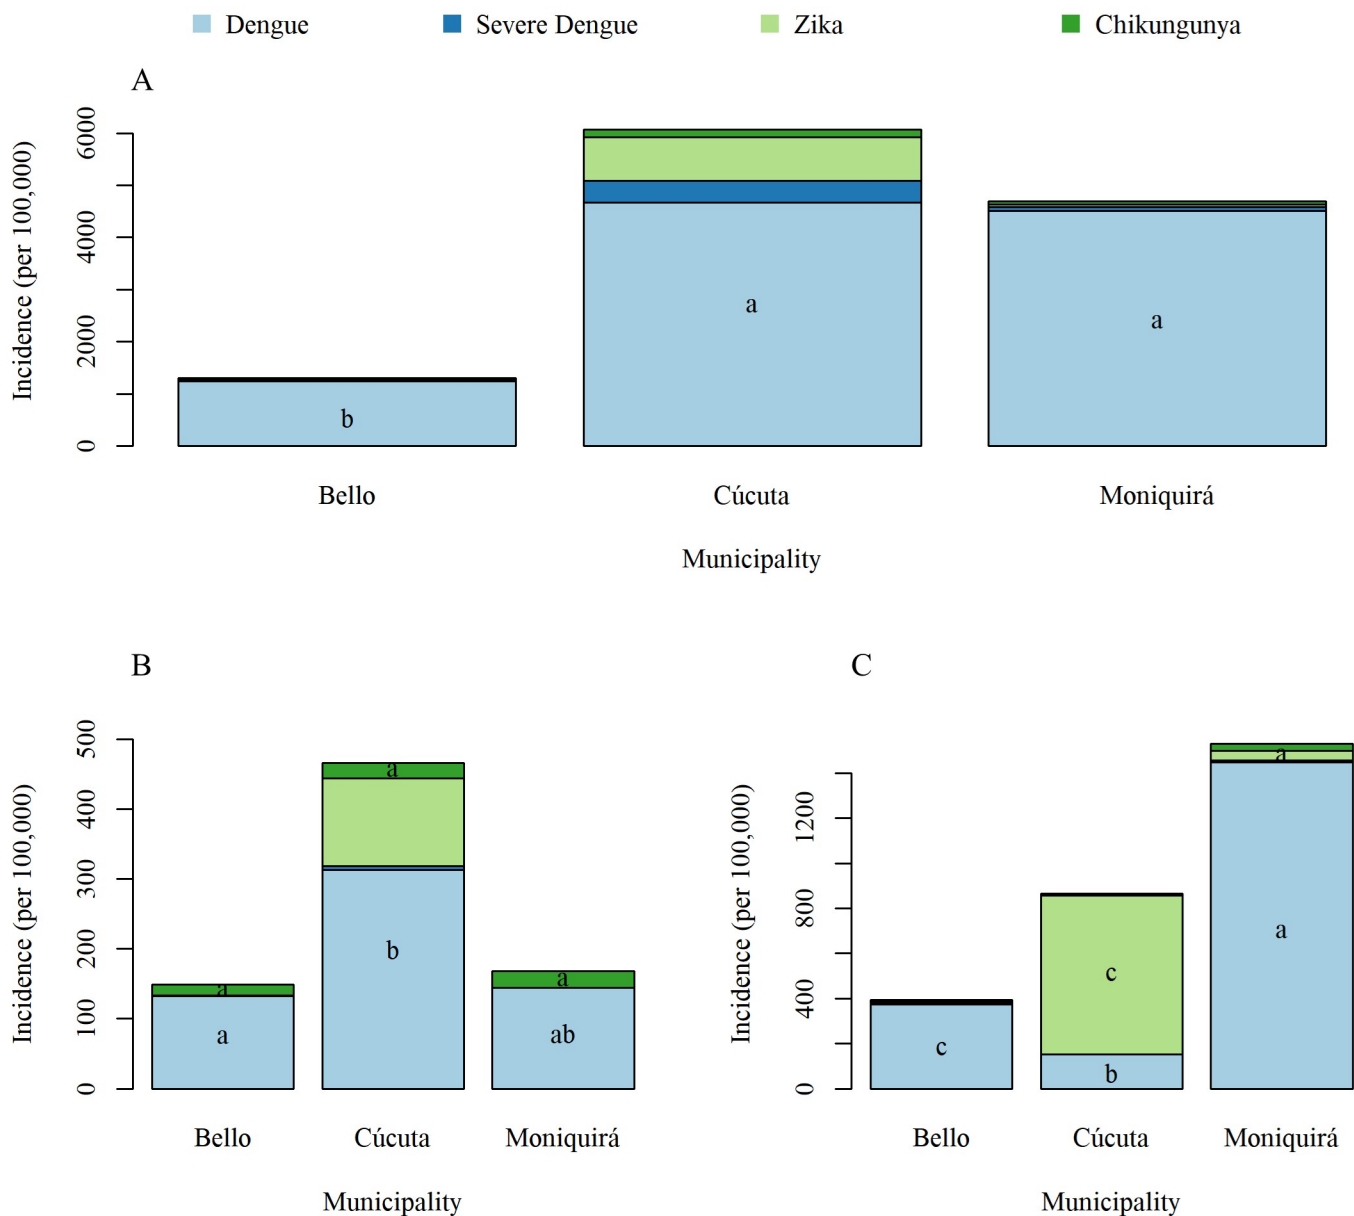 Dengue Severe Dengue Zika Chikungunya
A
Incidence (per 100,000)
6000
4000
2000
0
a
a
b
Bello Cúcuta Moniquirá
Municipality
B
Incidence (per 100,000)
500
400
300
200
100
0
a
b
a
a
a
ab
Bello Cúcuta Moniquirá
Municipality
C
Incidence (per 100,000)
1200
800
400
0
a
a
c
c
b
Bello Cúcuta Moniquirá
Municipality